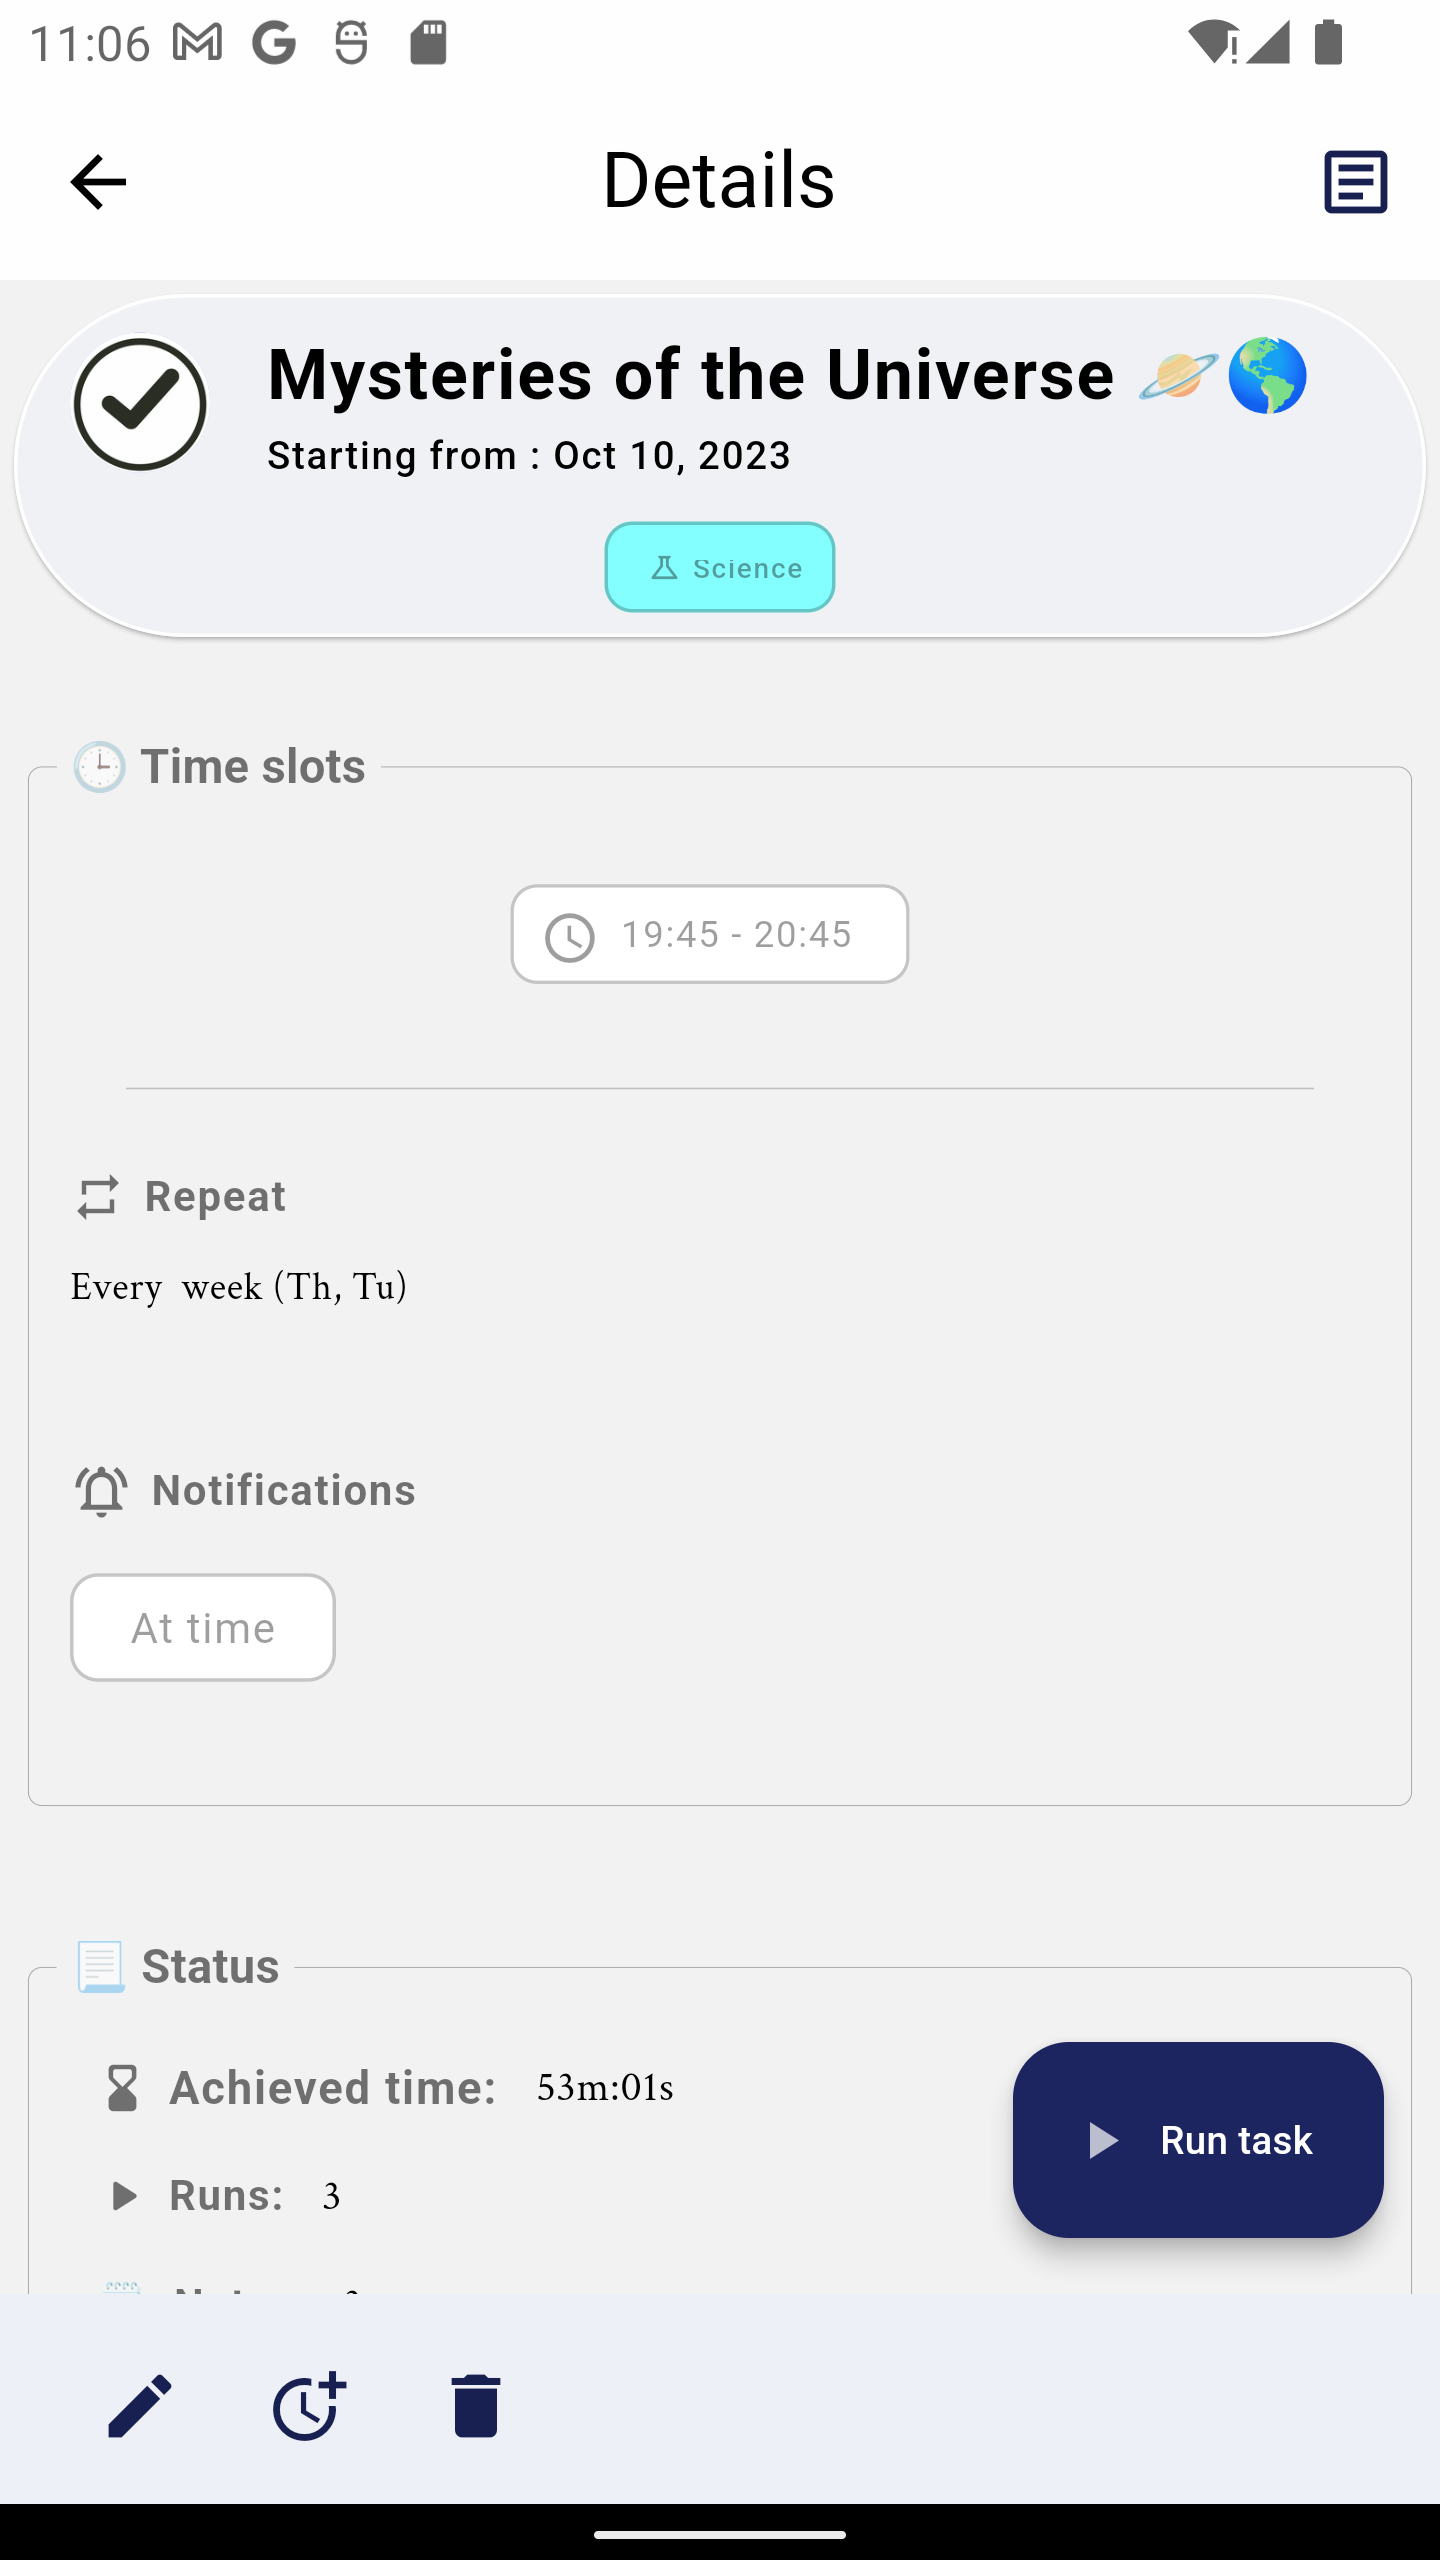 11:06
Details
Mysteries of the Universe 🪐🌎
Starting from : Oct 10, 2023
Science
🕒 Time slots
19:45 - 20:45
Repeat
Every week (Th, Tu)
Notifications
At time
📃 Status
Achieved time: 53m:01s
Run task
Runs: 3